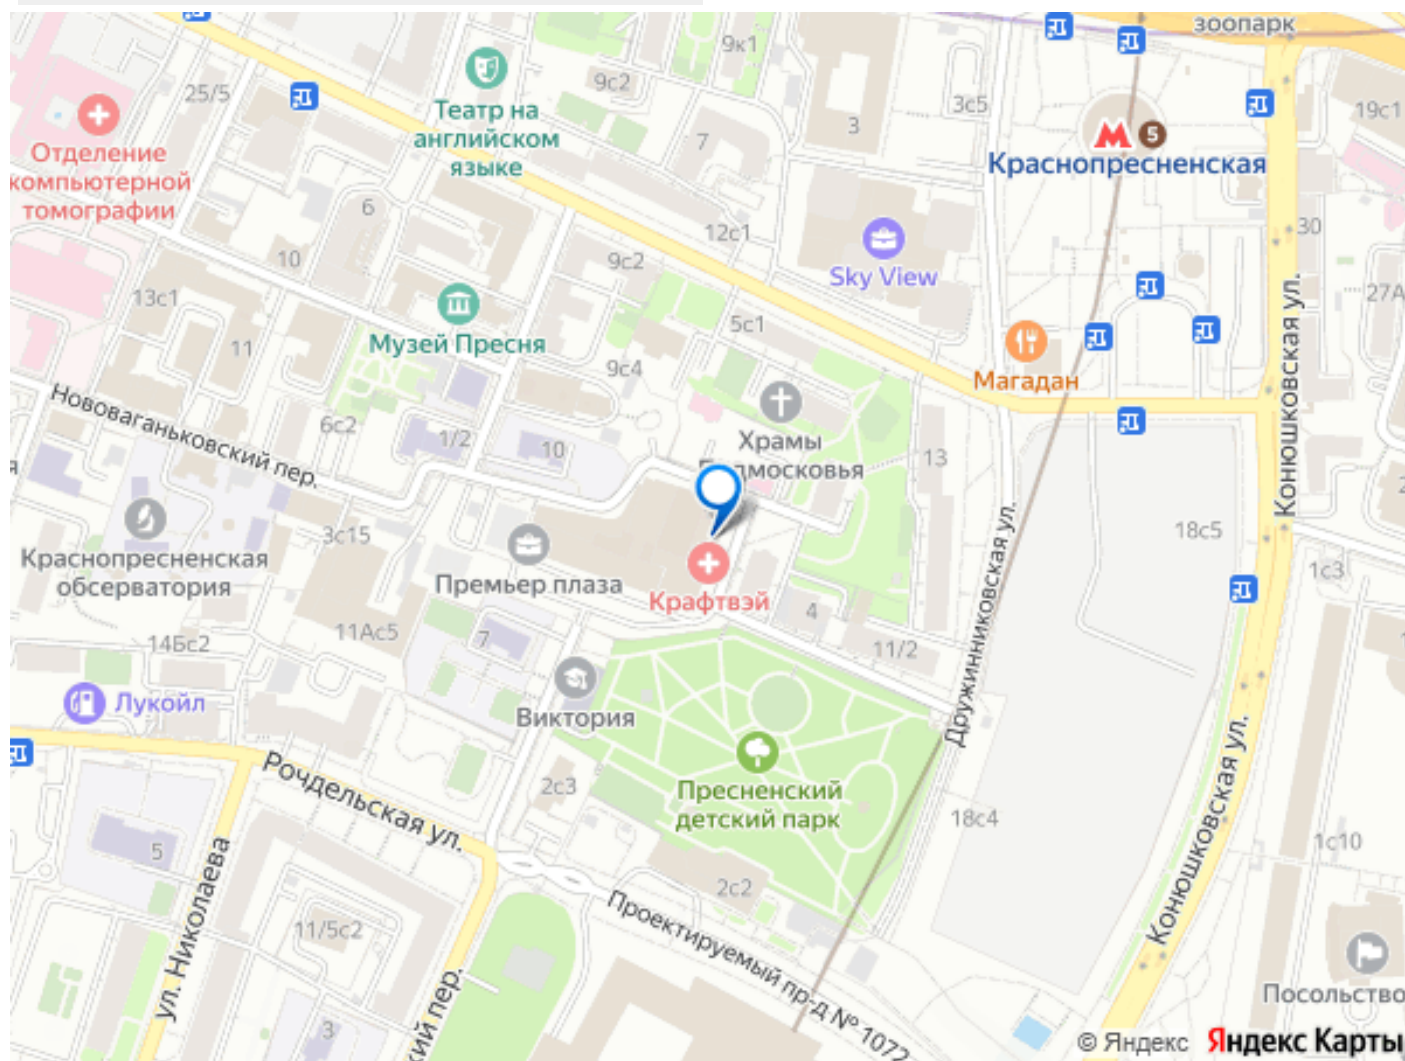 зоопарк
9к1
25/5
9с2
3с5
19с1
Театр на
английском
языке
3
7
5
Отделение
компьютерной
томографии
Краснопресненская
6
12с1
30
10
9с2
Sky View
13с1
27А
5с1
Музей Пресня
11
9с4
Магадан
Конюшковская ул.
Нововаганьковский пер.
6с2
1/2
10
Храмы
13
3с15
18с5
Краснопресненская
обсерватория
Премьер плаза
Крафтвэй
1с3
4
11Ас5
7
14Бс2
11/2
Дружинниковская ул.
Лукойл
Виктория
Рочдельская ул.
2с3
Пресненский
детский парк
18с4
Конюшковская ул.
5
1с10
ул. Николаева
2с2
11/5с2
Проектируемый пр-д № 1072
3
Посольство
© Яндекс Яндекс Карты